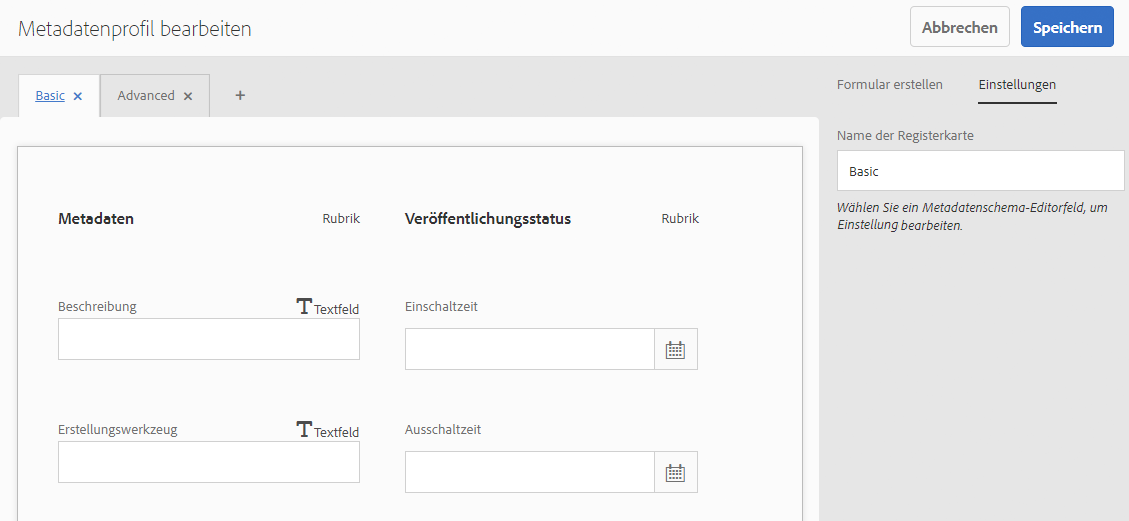 Metadatenprofil bearbeiten
Abbrechen
Speichern
Basic ×
Advanced ×
+
Formular erstellen
Einstellungen
Name der Registerkarte
Basic
Wählen Sie ein Metadatenschema-Editorfeld, um
Einstellung bearbeiten.
Metadaten
Rubrik
Veröffentlichungsstatus
Rubrik
Beschreibung
T Textfeld
Einschaltzeit
Erstellungswerkzeug
T Textfeld
Ausschaltzeit